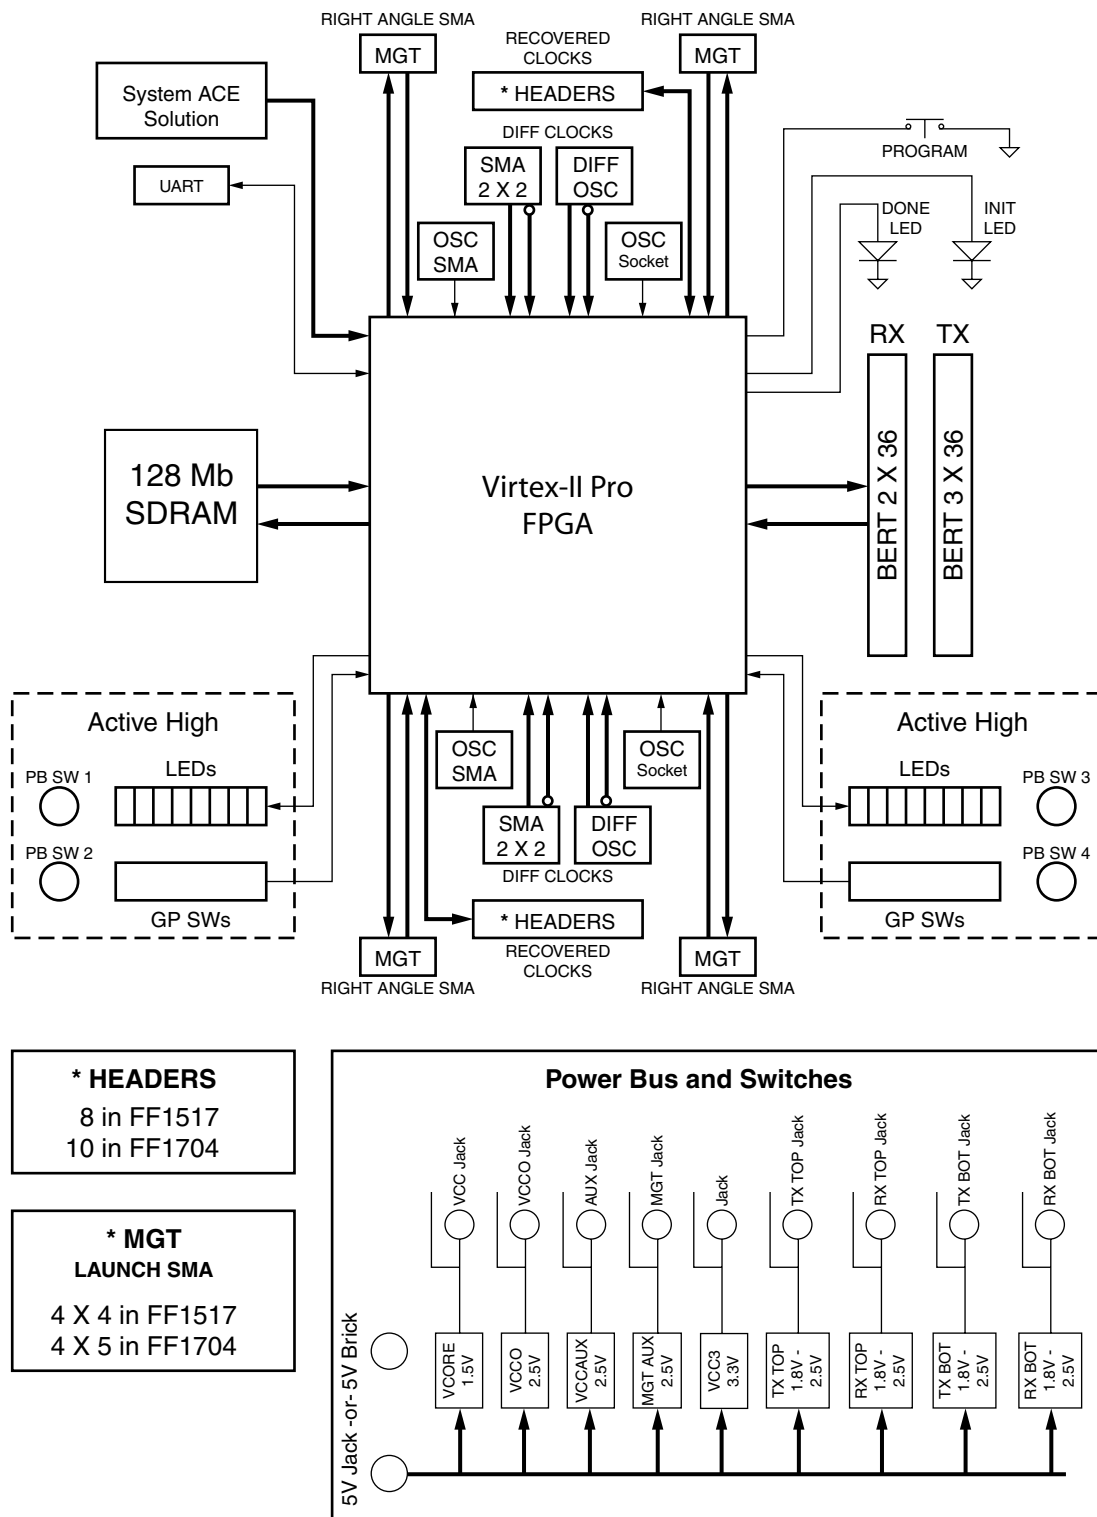 RIGHT ANGLE SMA
MGT
RECOVERED
CLOCKS
* HEADERS
RIGHT ANGLE SMA
MGT
System ACE
Solution
UART
DIFF CLOCKS
SMA
2 X 2
DIFF
OSC
OSC
SMA
OSC
Socket
PROGRAM
DONE
LED
INIT
LED
RX
TX
128 Mb
SDRAM
Virtex-II Pro
FPGA
BERT 2 X 36
BERT 3 X 36
Active High
LEDs
PB SW 1
PB SW 2
GP SWs
OSC
SMA
OSC
Socket
SMA
2 X 2
DIFF
OSC
DIFF CLOCKS
* HEADERS
RECOVERED
CLOCKS
MGT
RIGHT ANGLE SMA
MGT
RIGHT ANGLE SMA
Active High
LEDs
PB SW 3
PB SW 4
GP SWs
* HEADERS
8 in FF1517
10 in FF1704
* MGT
LAUNCH SMA
4 X 4 in FF1517
4 X 5 in FF1704
Power Bus and Switches
VCC Jack
VCCO Jack
AUX Jack
MGT Jack
Jack
TX TOP Jack
RX TOP Jack
TX BOT Jack
RX BOT Jack
5V Jack -or- 5V Brick
VCORE
1.5V
VCCO
2.5V
VCCAUX
2.5V
MGT AUX
2.5V
VCC3
3.3V
TX TOP
1.8V -
2.5V
RX TOP
1.8V -
2.5V
TX BOT
1.8V -
2.5V
RX BOT
1.8V -
2.5V